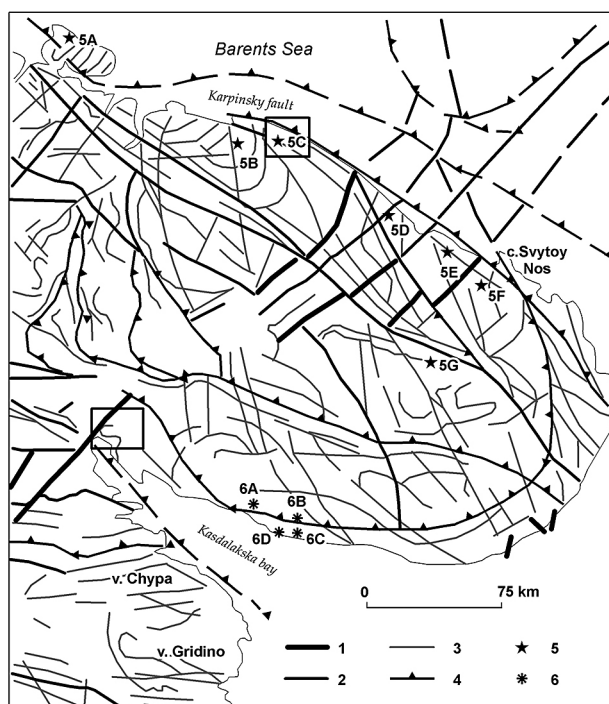 5A
Barents Sea
Karpinsky fault
5B
5C
5D
5E
c.Svytoy
Nos
5F
5G
6A
6B
6D
6C
Kasdalakska bay
v. Chypa
v. Gridino
0
75 km
1
3
5
2
4
6